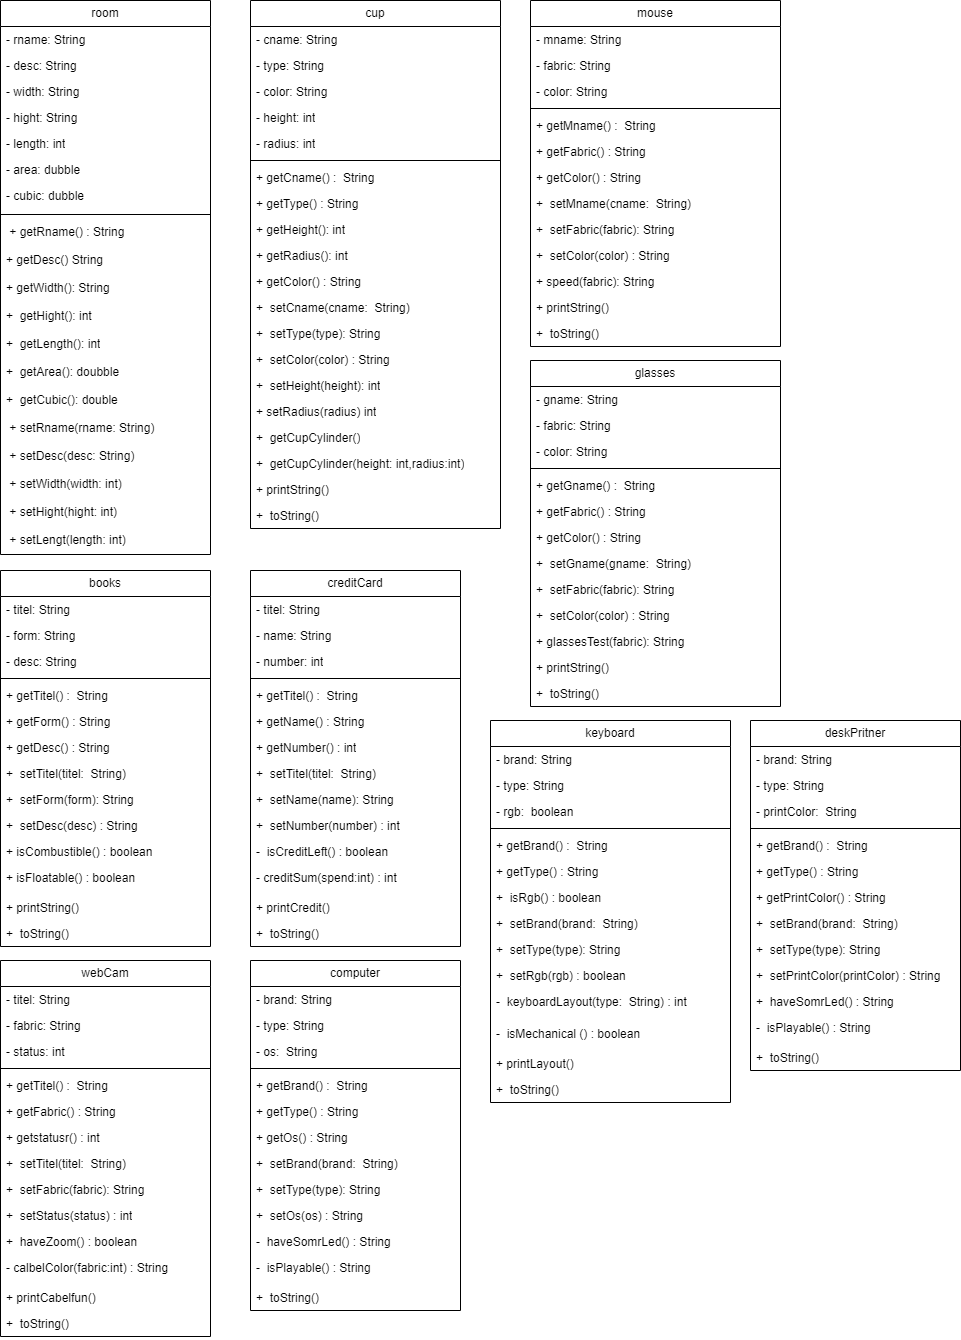 room
- rname: String
- desc: String
- width: String
- hight: String
- length: int
- area: dubble
- cubic: dubble
+ getRname() : String
+ getDesc() String
+ getWidth(): String
+ getHight(): int
+ getLength(): int
+ getArea(): doubble
+ getCubic(): double
+ setRname(rname: String)
+ setDesc(desc: String)
+ setWidth(width: int)
+ setHight(hight: int)
+ setLengt(length: int)
cup
- cname: String
- type: String
- color: String
- height: int
- radius: int
+ getCname() : String
+ getType() : String
+ getHeight(): int
+ getRadius(): int
+ getColor() : String
+ setCname(cname: String)
+ setType(type): String
+ setColor(color) : String
+ setHeight(height): int
+ setRadius(radius) int
+ getCupCylinder()
+ getCupCylinder(height: int,radius:int)
+ printString()
+ toString()
mouse
- mname: String
- fabric: String
- color: String
+ getMname() : String
+ getFabric() : String
+ getColor() : String
+ setMname(cname: String)
+ setFabric(fabric): String
+ setColor(color) : String
+ speed(fabric): String
+ printString()
+ toString()
glasses
- gname: String
- fabric: String
- color: String
+ getGname() : String
+ getFabric() : String
+ getColor() : String
+ setGname(gname: String)
+ setFabric(fabric): String
+ setColor(color) : String
+ glassesTest(fabric): String
+ printString()
+ toString()
books
- titel: String
- form: String
- desc: String
+ getTitel() : String
+ getForm() : String
+ getDesc() : String
+ setTitel(titel: String)
+ setForm(form): String
+ setDesc(desc) : String
+ isCombustible() : boolean
+ isFloatable() : boolean
+ printString()
+ toString()
creditCard
- titel: String
- name: String
- number: int
+ getTitel() : String
+ getName() : String
+ getNumber() : int
+ setTitel(titel: String)
+ setName(name): String
+ setNumber(number) : int
- isCreditLeft() : boolean
- creditSum(spend:int) : int
+ printCredit()
+ toString()
keyboard
- brand: String
- type: String
- rgb: boolean
+ getBrand() : String
+ getType() : String
+ isRgb() : boolean
+ setBrand(brand: String)
+ setType(type): String
+ setRgb(rgb) : boolean
- keyboardLayout(type: String) : int
- isMechanical () : boolean
+ printLayout()
+ toString()
deskPritner
- brand: String
- type: String
- printColor: String
+ getBrand() : String
+ getType() : String
+ getPrintColor() : String
+ setBrand(brand: String)
+ setType(type): String
+ setPrintColor(printColor) : String
+ haveSomrLed() : String
- isPlayable() : String
+ toString()
webCam
- titel: String
- fabric: String
- status: int
+ getTitel() : String
+ getFabric() : String
+ getstatusr() : int
+ setTitel(titel: String)
+ setFabric(fabric): String
+ setStatus(status) : int
+ haveZoom() : boolean
- calbelColor(fabric:int) : String
+ printCabelfun()
+ toString()
computer
- brand: String
- type: String
- os: String
+ getBrand() : String
+ getType() : String
+ getOs() : String
+ setBrand(brand: String)
+ setType(type): String
+ setOs(os) : String
- haveSomrLed() : String
- isPlayable() : String
+ toString()